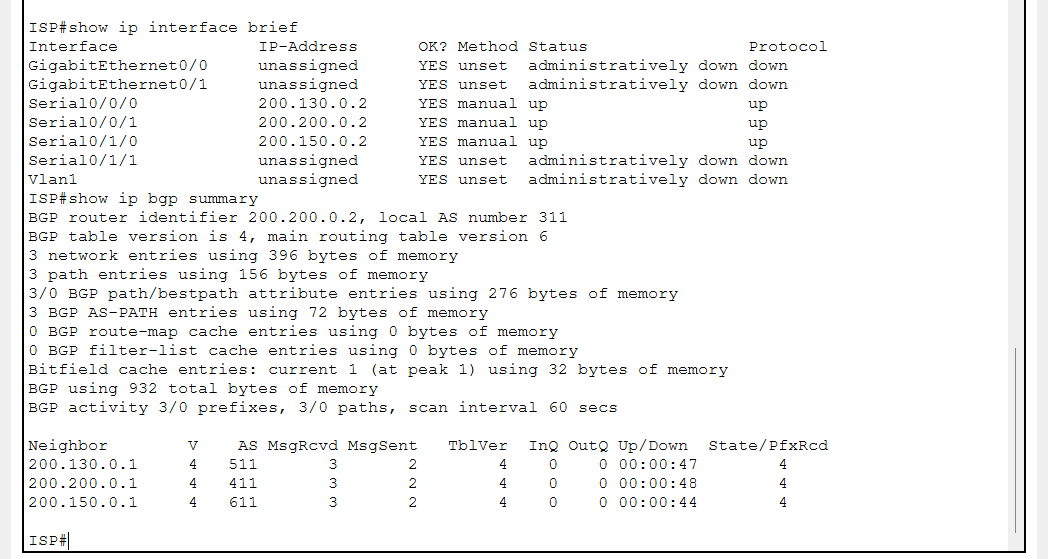 ISP#show ip interface brief
Interface IP-Address OK? Method Status Protocol
GigabitEthernet0/0 unassigned YES unset administratively down down
GigabitEthernet0/1 unassigned YES unset administratively down down
Serial0/0/0 200.130.0.2 YES manual up up
Serial0/0/1 200.200.0.2 YES manual up up
Serial0/1/0 200.150.0.2 YES manual up up
Serial0/1/1 unassigned YES unset administratively down down
Vlan1 unassigned YES unset administratively down down
ISP#show ip bgp summary
BGP router identifier 200.200.0.2, local AS number 311
BGP table version is 4, main routing table version 6
3 network entries using 396 bytes of memory
3 path entries using 156 bytes of memory
3/0 BGP path/bestpath attribute entries using 276 bytes of memory
3 BGP AS-PATH entries using 72 bytes of memory
0 BGP route-map cache entries using 0 bytes of memory
0 BGP filter-list cache entries using 0 bytes of memory
Bitfield cache entries: current 1 (at peak 1) using 32 bytes of memory
BGP using 932 total bytes of memory
BGP activity 3/0 prefixes, 3/0 paths, scan interval 60 secs
Neighbor V AS MsgRcvd MsgSent TblVer InQ OutQ Up/Down State/PfxRcd
200.130.0.1 4 511 3 2 4 0 0 00:00:47 4
200.200.0.1 4 411 3 2 4 0 0 00:00:48 4
200.150.0.1 4 611 3 2 4 0 0 00:00:44 4
ISP#